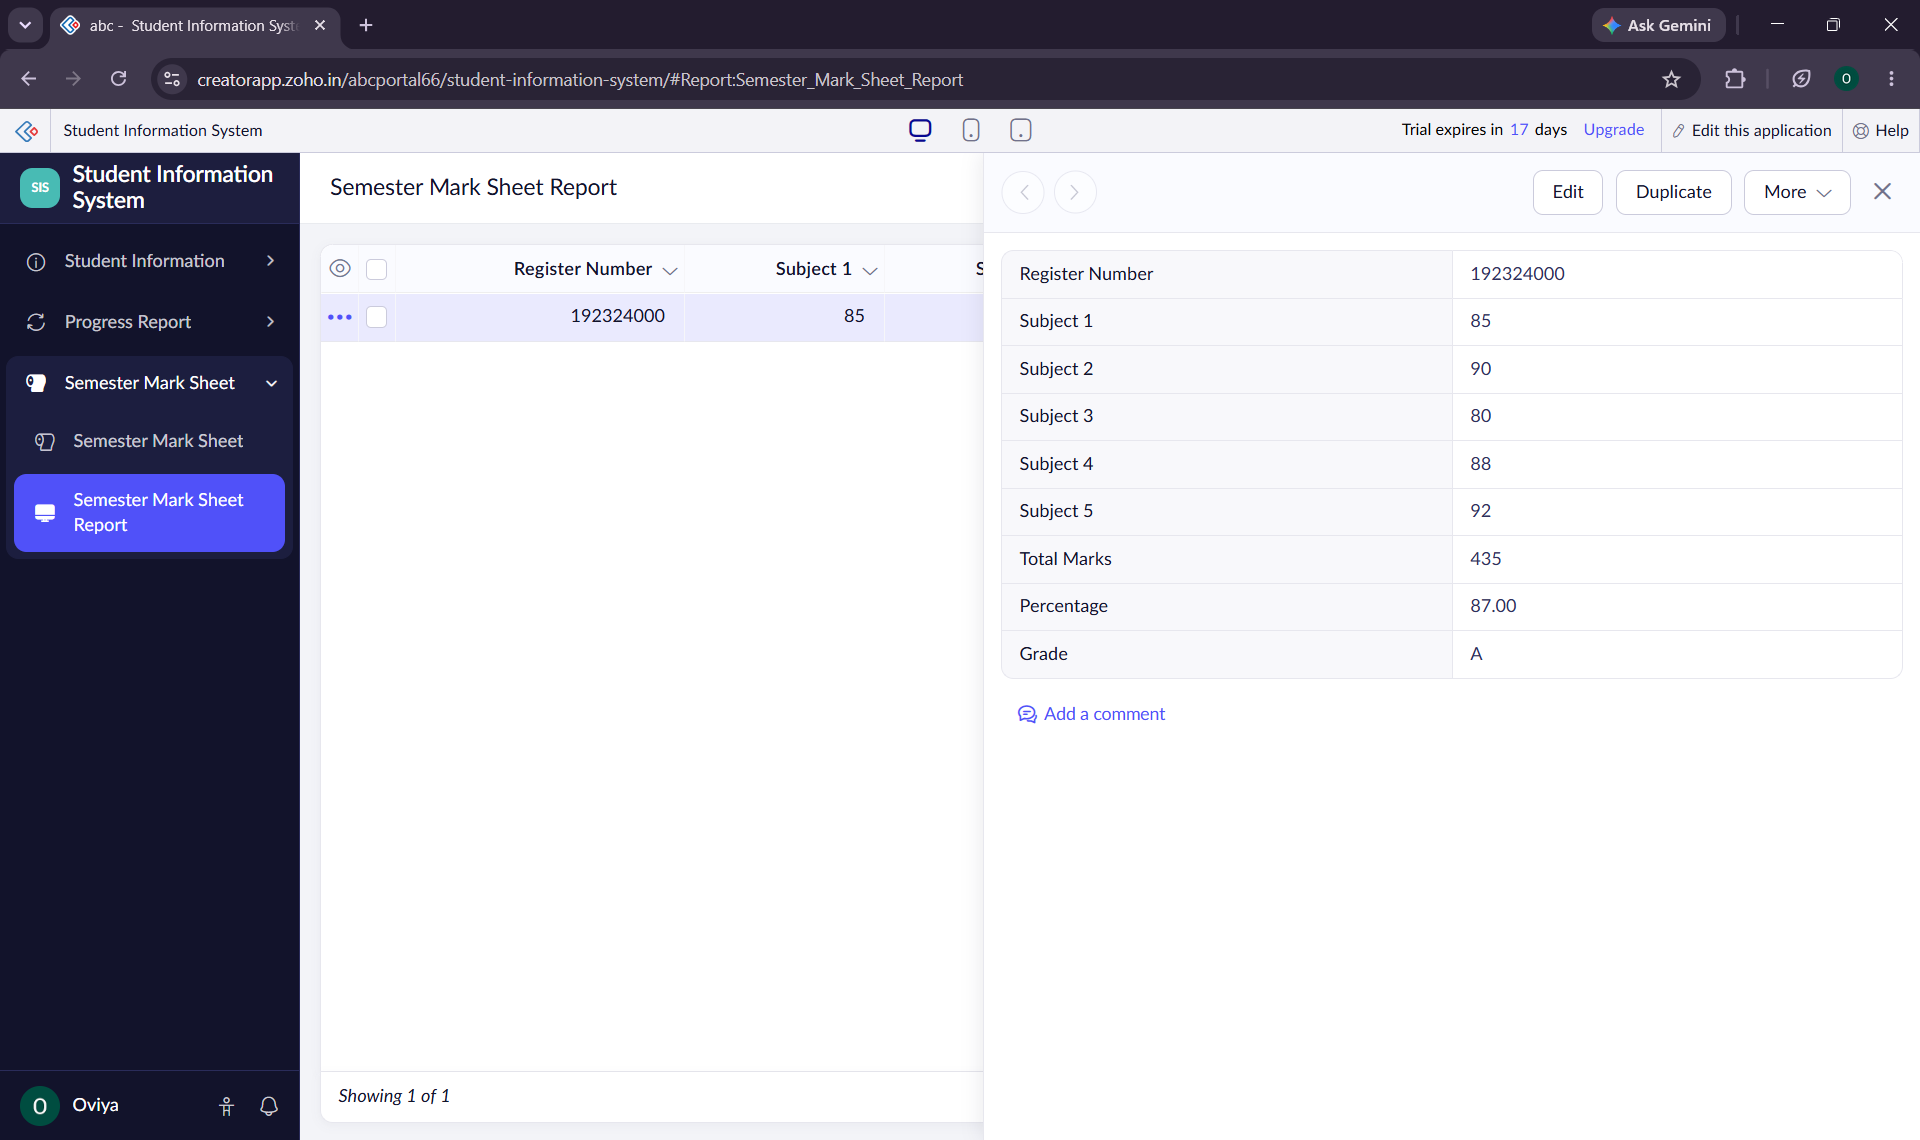 abc - Student Information Syst
Ask Gemini
creatorapp.zoho.in/abcportal66/student-information-system/#Report:Semester_Mark_Sheet_Report
O
Student Information System
Trial expires in 17 days Upgrade
Edit this application
Help
SIS
Student Information
System
Student Information
Progress Report
Semester Mark Sheet
Semester Mark Sheet
Semester Mark Sheet
Report
O
Oviya
Semester Mark Sheet Report
Register Number
Subject 1
S
192324000
85
Showing 1 of 1
Edit
Duplicate
More
Register Number 192324000
Subject 1 85
Subject 2 90
Subject 3 80
Subject 4 88
Subject 5 92
Total Marks 435
Percentage 87.00
Grade A
Add a comment